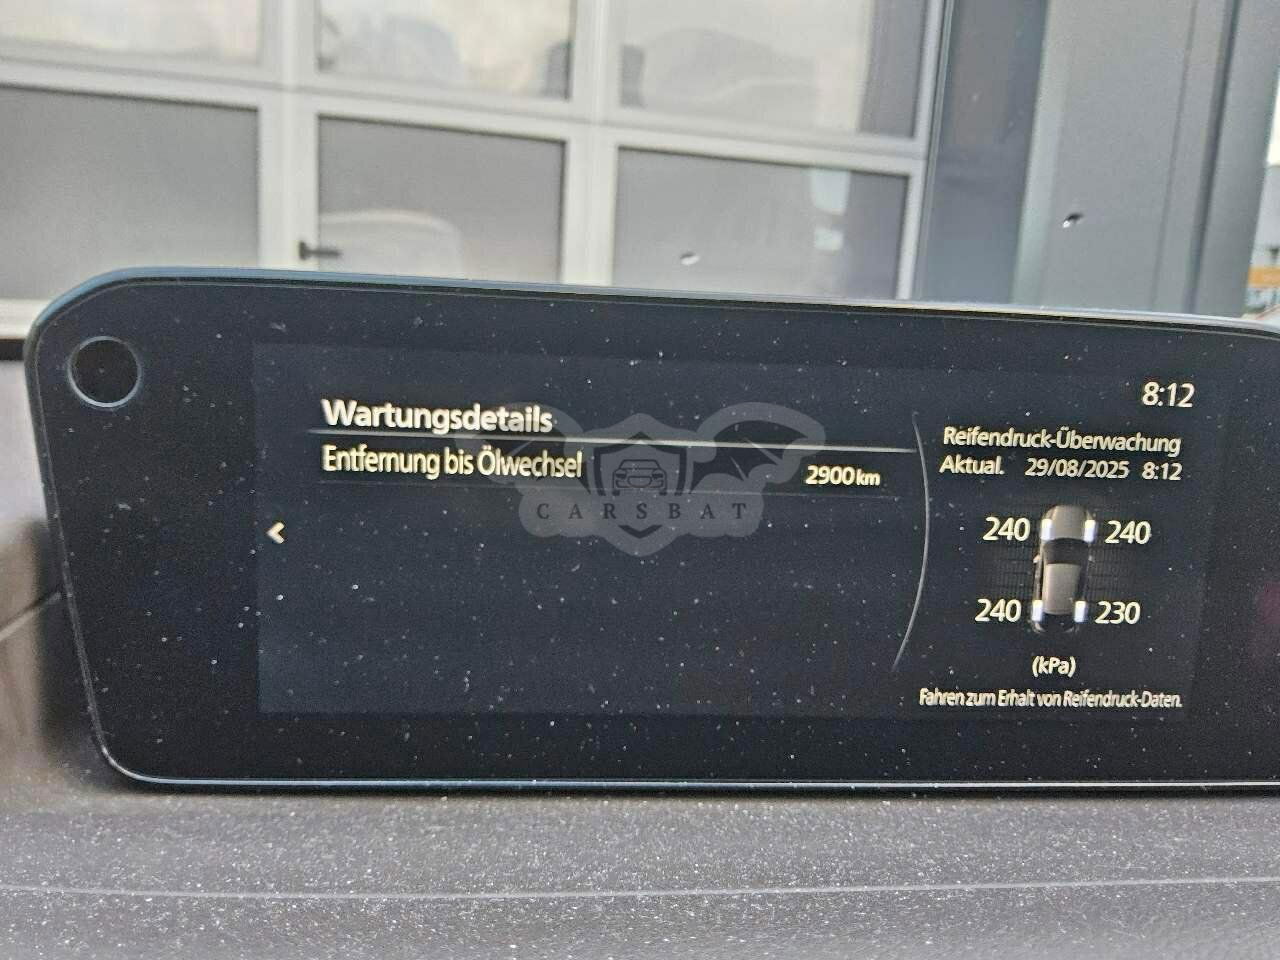 8:12
Wartungsdetails
Entfernung bis Ölwechsel 2900 km
Reifendruck-Überwachung
Aktual. 29/08/2025 8:12
240 240
240 230
(kPa)
Fahren zum Erhalt von Reifendruck-Daten.
CARSBAT